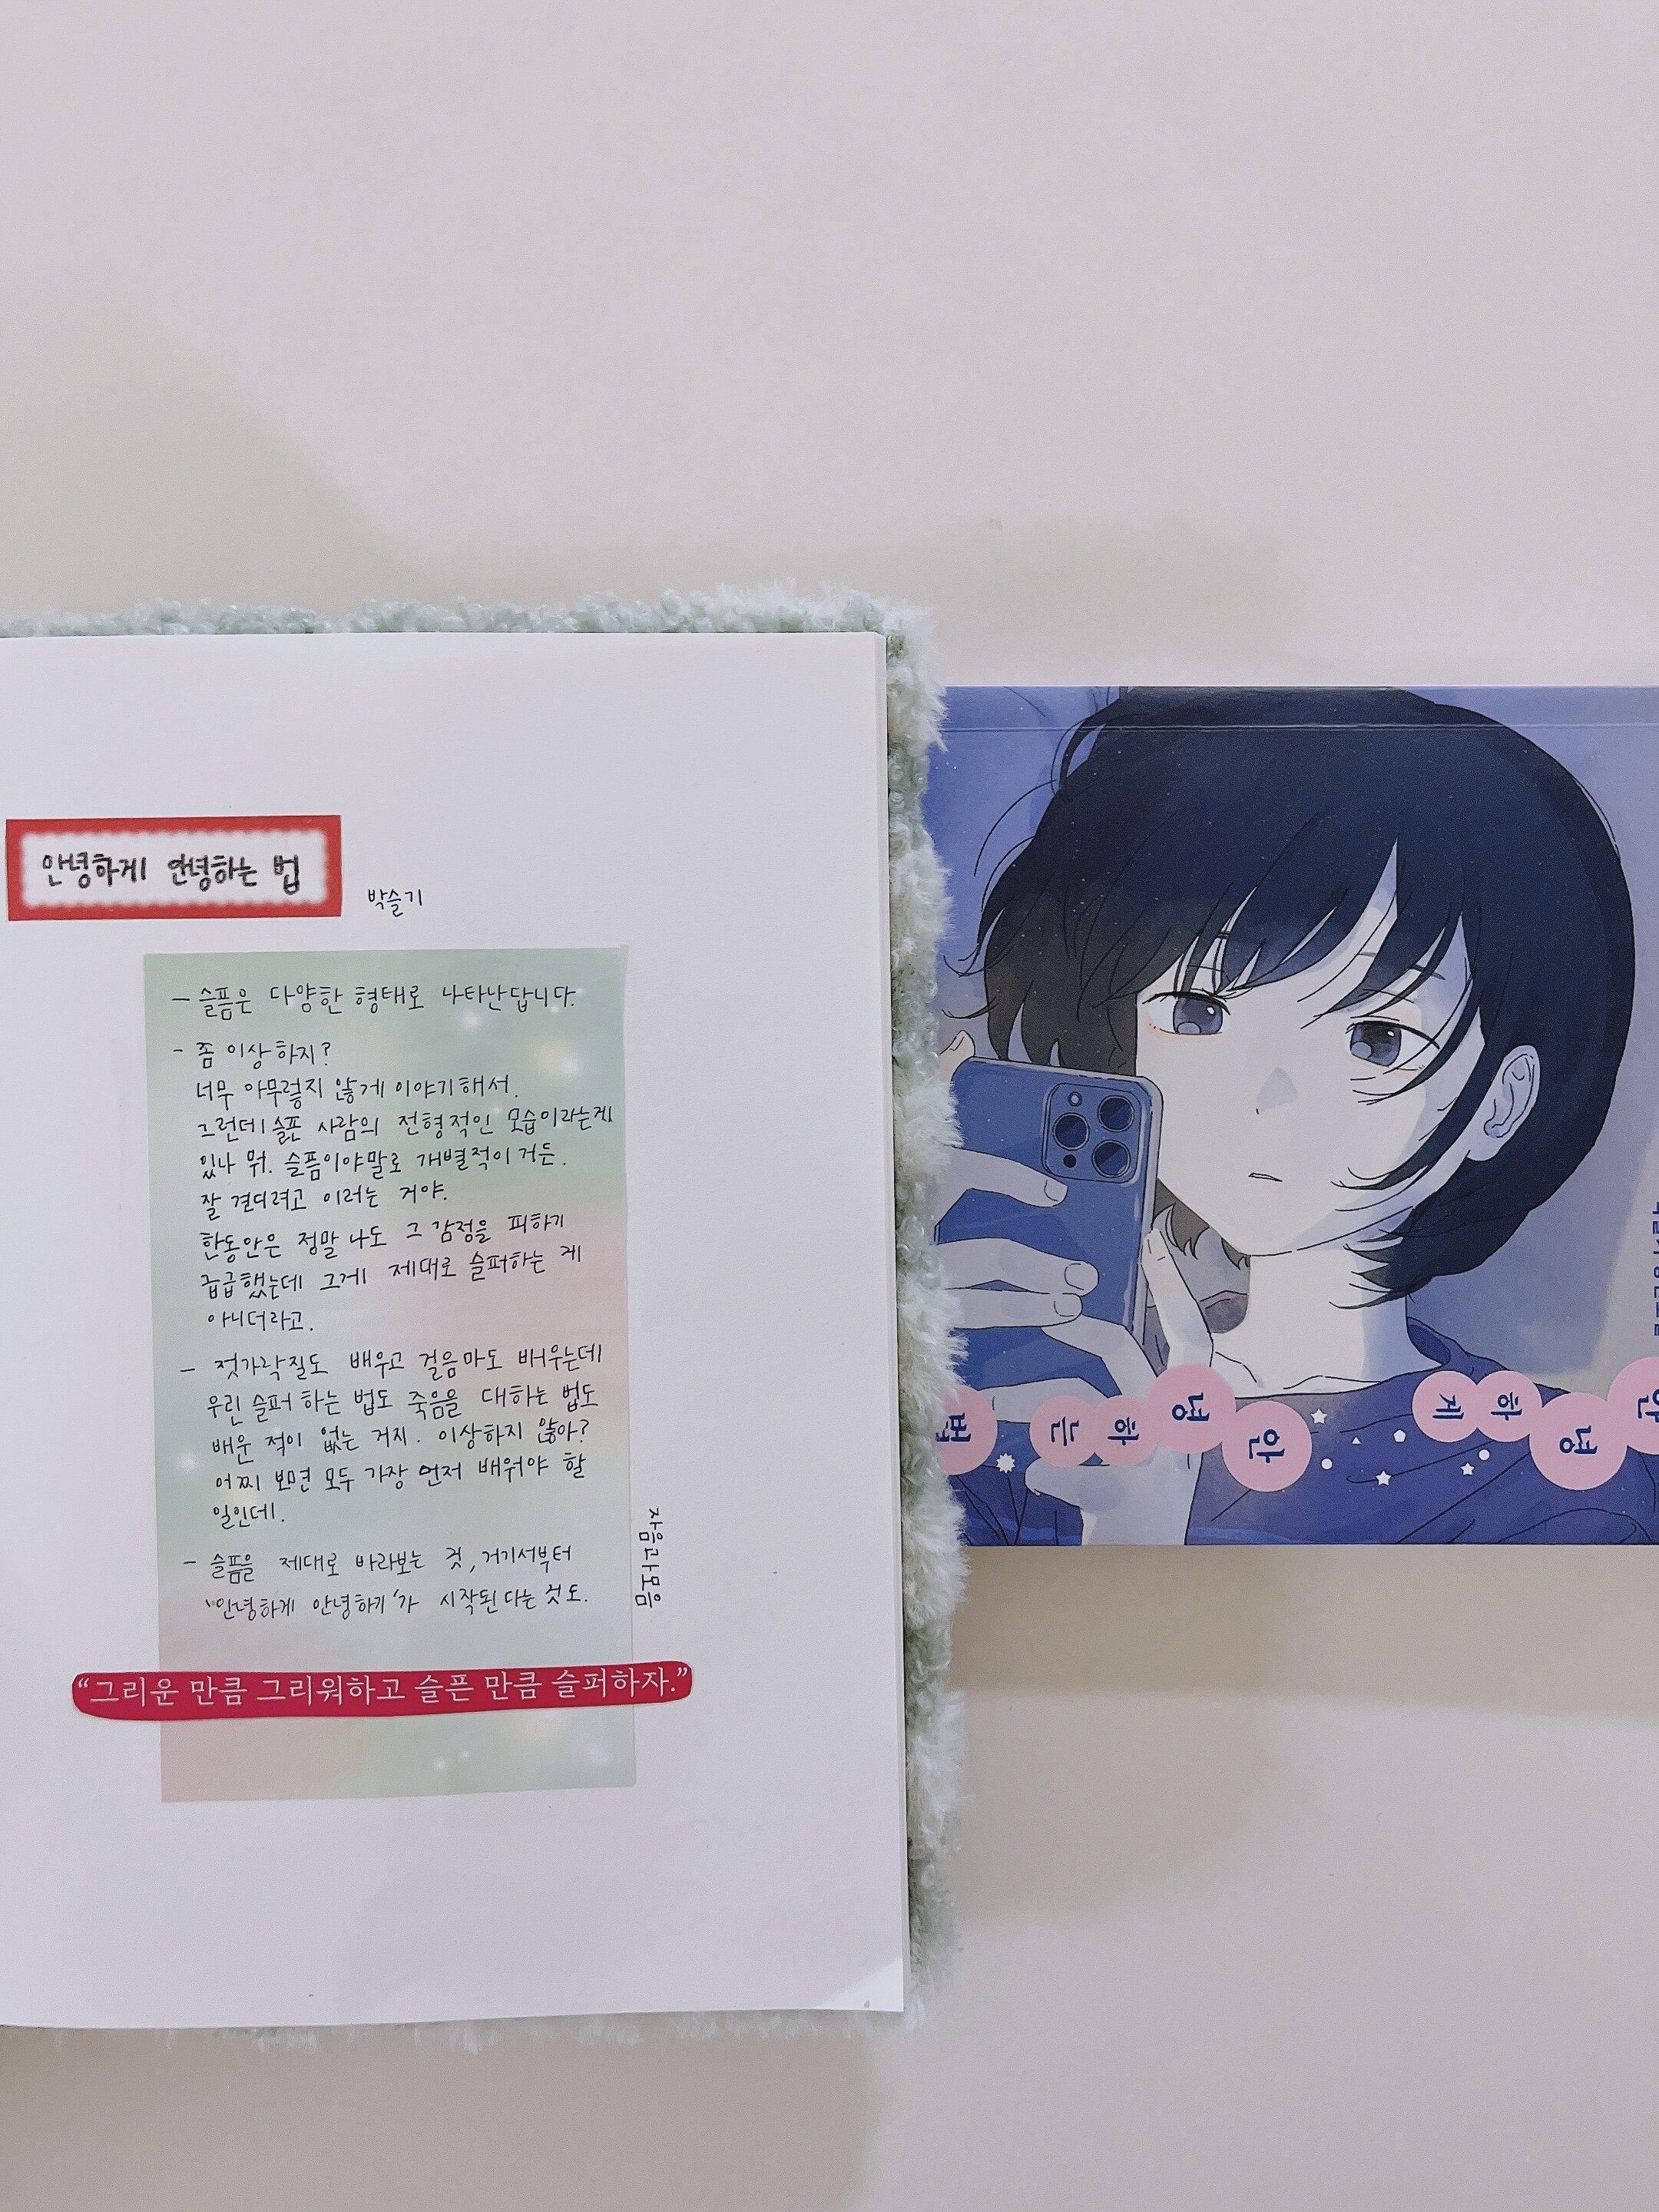 안녕하게 안녕하는 법
박슬기
- 슬픔은 다양한 형태로 나타난답니다.
- 좀 이상하지?
너무 아무렇지 않게 이야기해서.
그런데 슬픈 사람의 전형적인 모습이라는게
있나 뭐. 슬픔이야말로 개별적이거든.
잘 견디려고 이러는 거야.
한동안은 정말 나도 그 감정을 피하기
급급했는데 그게 제대로 슬퍼하는 게
아니더라고.
- 젓가락질도 배우고 걸음마도 배우는데
우린 슬퍼하는 법도 죽음을 대하는 법도
배운 적이 없는 거지. 이상하지 않아?
어찌 보면 모두 가장 먼저 배워야 할
일인데.
- 슬픔을 제대로 바라보는 것, 거기서부터
'안녕하게 안녕하기'가 시작된다는 것도.
자음과모음
“그리운 만큼 그리워하고 슬픈 만큼 슬퍼하자.”
안녕하게
안녕하는
법